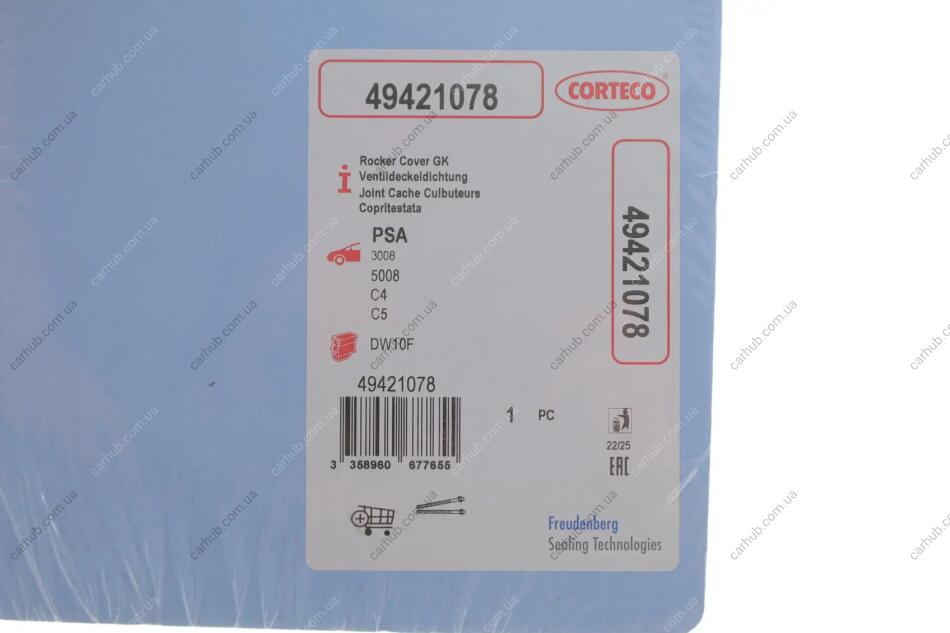 49421078
CORTECO
Rocker Cover GK
Ventildeckeldichtung
Joint Cache Culbuteurs
Copritestata
PSA
3008
5008
C4
C5
DW10F
49421078
49421078
3 358960 677655
1 PC
22/25
EAC
Freudenberg
Sealing Technologies
carhub.com.ua